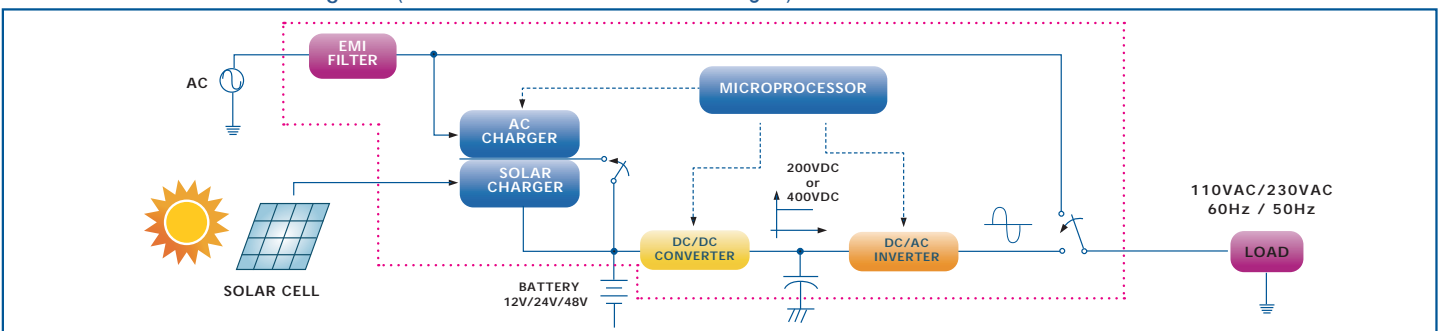 EMI
FILTER
AC
MICROPROCESSOR
AC
CHARGER
SOLAR
CHARGER
200VDC
or
400VDC
110VAC/230VAC
60Hz / 50Hz
DC/DC
CONVERTER
DC/AC
INVERTER
LOAD
SOLAR CELL
BATTERY
12V/24V/48V